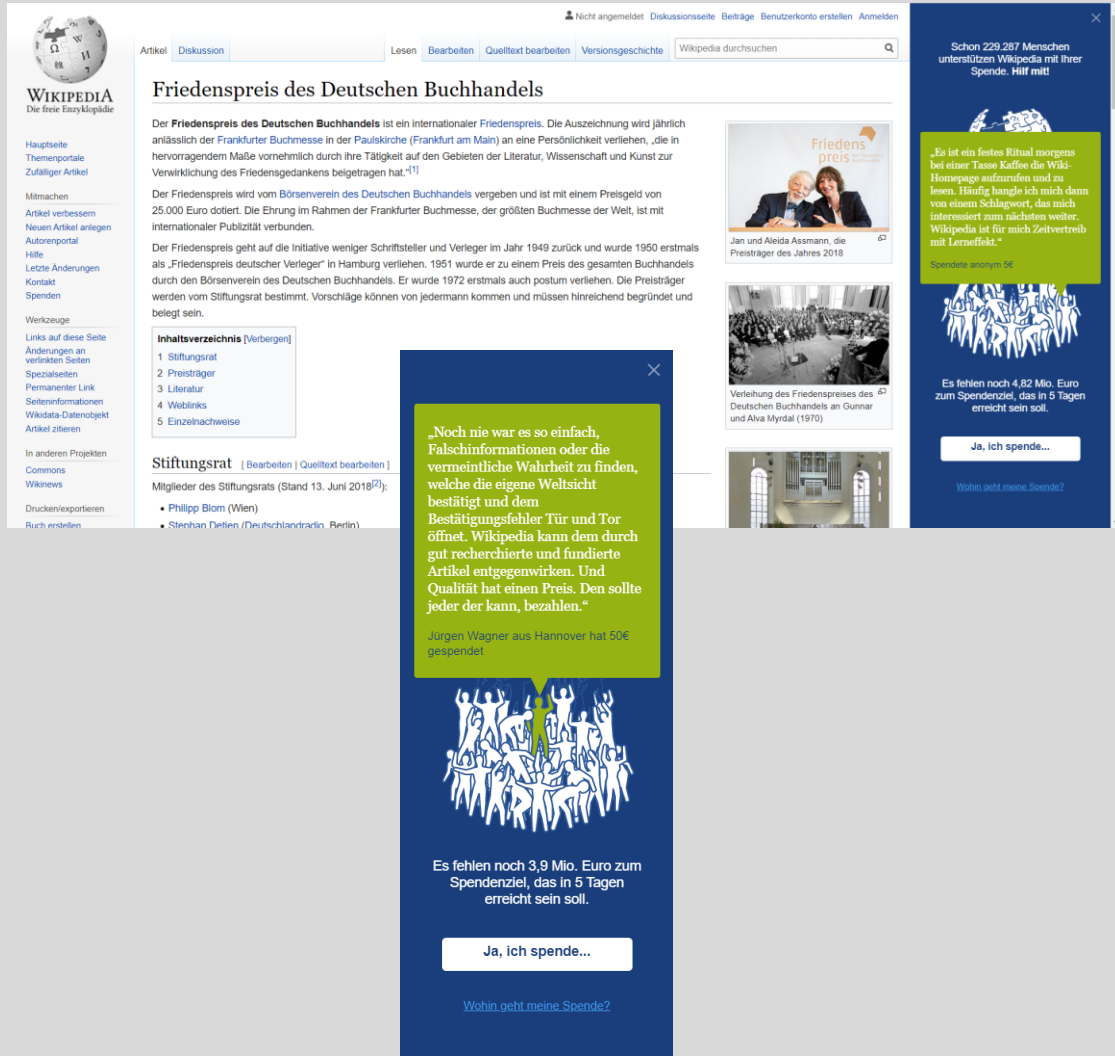 Nicht angemeldet Diskussionsseite Beiträge Benutzerkonto erstellen Anmelden
Artikel Diskussion Lesen Bearbeiten Quelltext bearbeiten Versionsgeschichte Wikipedia durchsuchen
WIKIPEDIA
Die freie Enzyklopädie
Hauptseite
Themenportale
Zufälliger Artikel
Mitmachen
Artikel verbessern
Neuen Artikel anlegen
Autorenportal
Hilfe
Letzte Änderungen
Kontakt
Spenden
Werkzeuge
Links auf diese Seite
Änderungen an
verlinkten Seiten
Spezialseiten
Permanenter Link
Seiteninformationen
Wikidata-Datenobjekt
Artikel zitieren
In anderen Projekten
Commons
Wikinews
Drucken/exportieren
Buch erstellen
Friedenspreis des Deutschen Buchhandels
Der Friedenspreis des Deutschen Buchhandels ist ein internationaler Friedenspreis. Die Auszeichnung wird jährlich
anlässlich der Frankfurter Buchmesse in der Paulskirche (Frankfurt am Main) an eine Persönlichkeit verliehen, „die in
hervorragendem Maße vornehmlich durch ihre Tätigkeit auf den Gebieten der Literatur, Wissenschaft und Kunst zur
Verwirklichung des Friedensgedankens beigetragen hat.“[1]
Der Friedenspreis wird vom Börsenverein des Deutschen Buchhandels vergeben und ist mit einem Preisgeld von
25.000 Euro dotiert. Die Ehrung im Rahmen der Frankfurter Buchmesse, der größten Buchmesse der Welt, ist mit
internationaler Publizität verbunden.
Der Friedenspreis geht auf die Initiative weniger Schriftsteller und Verleger im Jahr 1949 zurück und wurde 1950 erstmals
als „Friedenspreis deutscher Verleger“ in Hamburg verliehen. 1951 wurde er zu einem Preis des gesamten Buchhandels
durch den Börsenverein des Deutschen Buchhandels. Er wurde 1972 erstmals auch postum verliehen. Die Preisträger
werden vom Stiftungsrat bestimmt. Vorschläge können von jedermann kommen und müssen hinreichend begründet und
belegt sein.
Inhaltsverzeichnis [Verbergen]
1 Stiftungsrat
2 Preisträger
3 Literatur
4 Weblinks
5 Einzelnachweise
Stiftungsrat [ Bearbeiten | Quelltext bearbeiten ]
Mitglieder des Stiftungsrats (Stand 13. Juni 2018[2]):
• Philipp Blom (Wien)
• Stephan Detjen (Deutschlandradio, Berlin)
Friedens
preis
Jan und Aleida Assmann, die
Preisträger des Jahres 2018
Verleihung des Friedenspreises des
Deutschen Buchhandels an Gunnar
und Alva Myrdal (1970)
Schon 229.287 Menschen
unterstützen Wikipedia mit Ihrer
Spende. Hilf mit!
„Es ist ein festes Ritual morgens
bei einer Tasse Kaffee die Wiki-
Homepage aufzurufen und zu
lesen. Häufig hangle ich mich dann
von einem Schlagwort, das mich
interessiert zum nächsten weiter.
Wikipedia ist für mich Zeitvertreib
mit Lerneffekt.“
Spendete anonym 5€
Es fehlen noch 4,82 Mio. Euro
zum Spendenziel, das in 5 Tagen
erreicht sein soll.
Ja, ich spende...
Wohin geht meine Spende?
„Noch nie war es so einfach,
Falschinformationen oder die
vermeintliche Wahrheit zu finden,
welche die eigene Weltsicht
bestätigt und dem
Bestätigungsfehler Tür und Tor
öffnet. Wikipedia kann dem durch
gut recherchierte und fundierte
Artikel entgegenwirken. Und
Qualität hat einen Preis. Den sollte
jeder der kann, bezahlen.“
Jürgen Wagner aus Hannover hat 50€
gespendet
Es fehlen noch 3,9 Mio. Euro zum
Spendenziel, das in 5 Tagen
erreicht sein soll.
Ja, ich spende...
Wohin geht meine Spende?